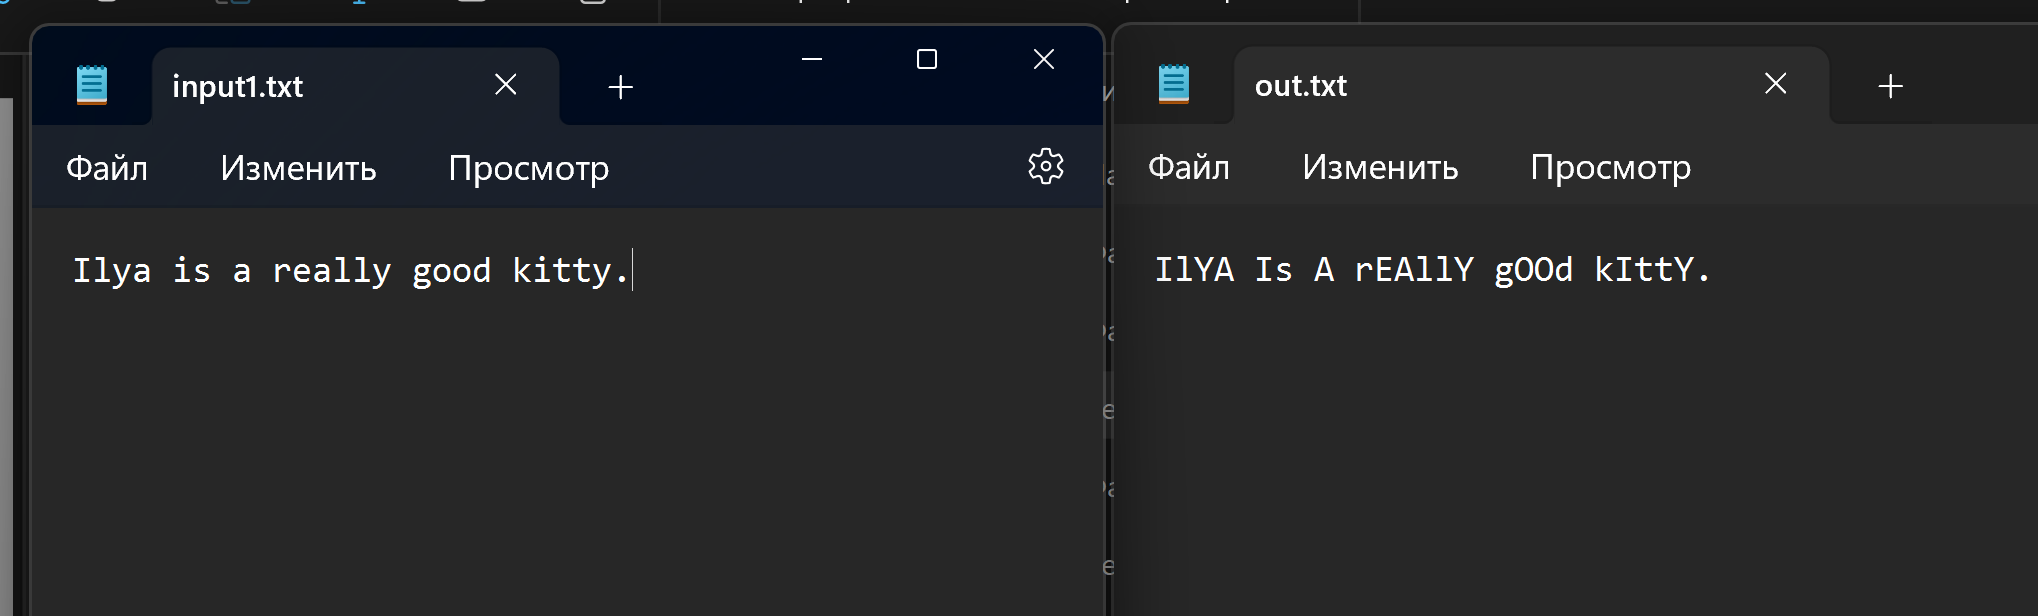 input1.txt
Файл Изменить Просмотр
Ilya is a really good kitty.
out.txt
Файл Изменить Просмотр
IlYA Is A rEAllY gOOd kIttY.